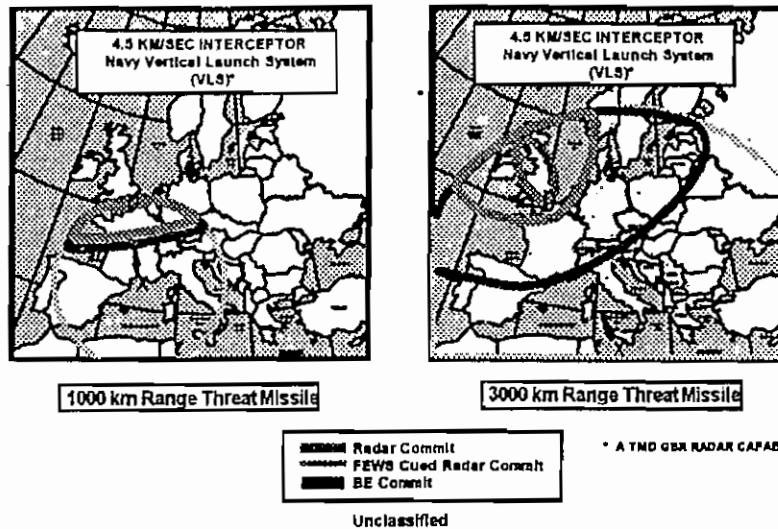 4.5 KM/SEC INTERCEPTOR
Navy Vertical Launch System
(VLS)*
4.5 KM/SEC INTERCEPTOR
Navy Vertical Launch System
(VLS)*
1000 km Range Threat Missile
3000 km Range Threat Missile
Radar Commit
FEWS Cued Radar Commit
BE Commit
* A TMD GBR RADAR CAPAB
Unclassified